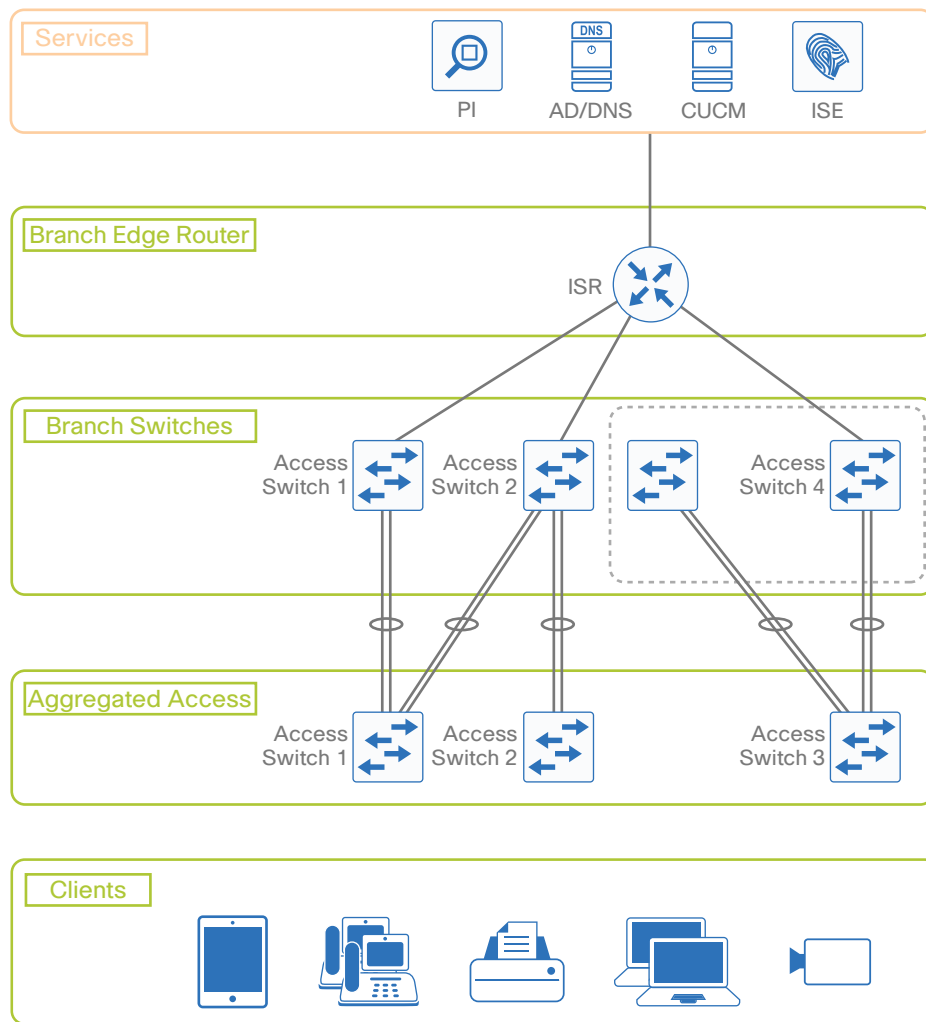 Services
DNS
PI
AD/DNS
CUCM
ISE
Branch Edge Router
ISR
Branch Switches
Access
Switch 1
Access
Switch 2
Access
Switch 4
Aggregated Access
Access
Switch 1
Access
Switch 2
Access
Switch 3
Clients